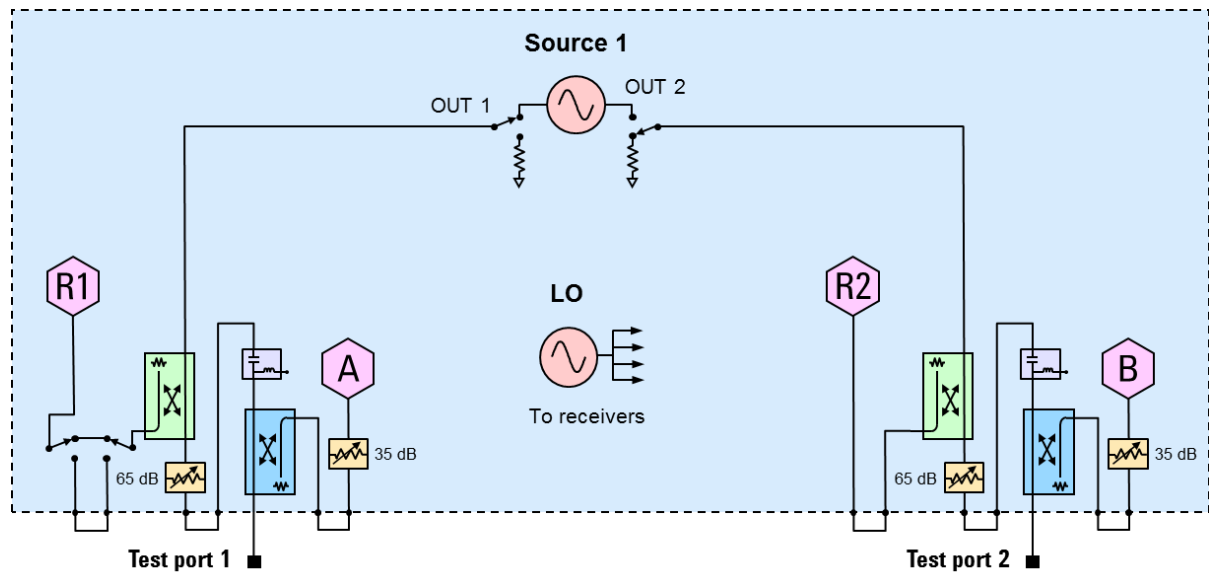 Source 1
OUT 1
OUT 2
R1
R2
LO
A
B
To receivers
35 dB
35 dB
65 dB
65 dB
Test port 1
Test port 2